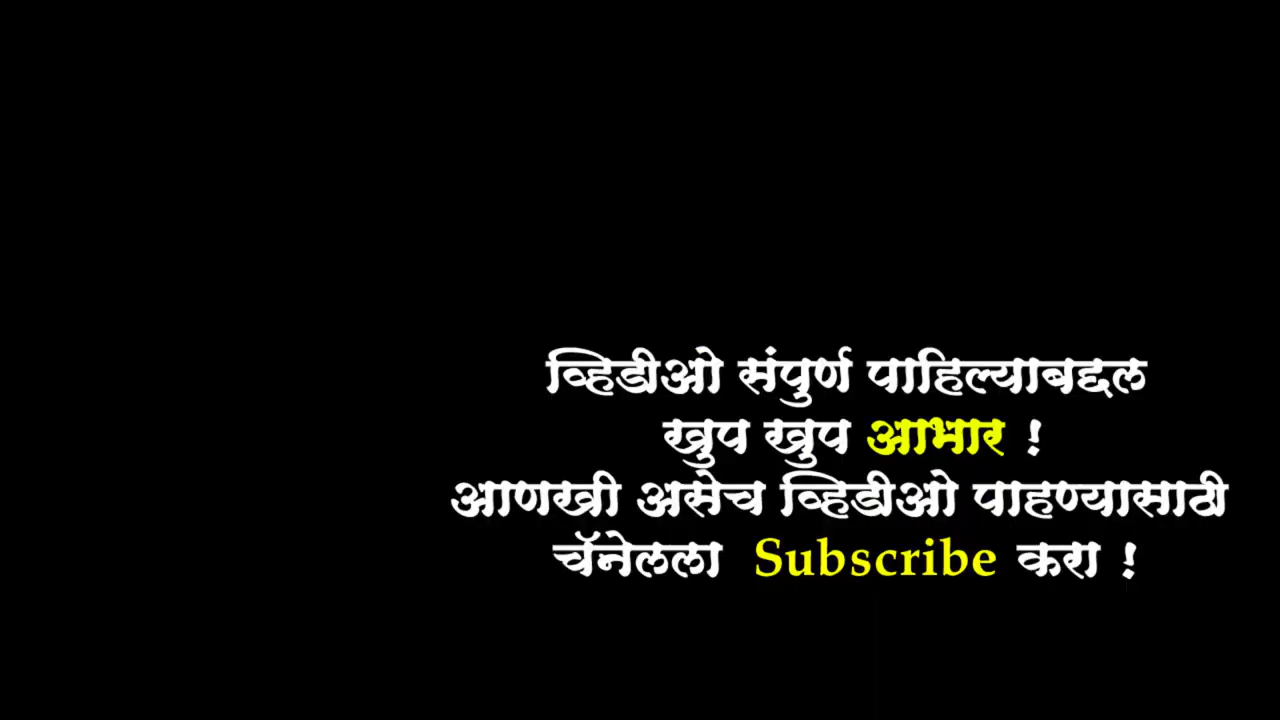 व्हिडीओ संपुर्ण पाहिल्याबद्दल
खुप खुप आभार !
आणखी असेच व्हिडीओ पाहण्यासाठी
चॅनेलला Subscribe करा !